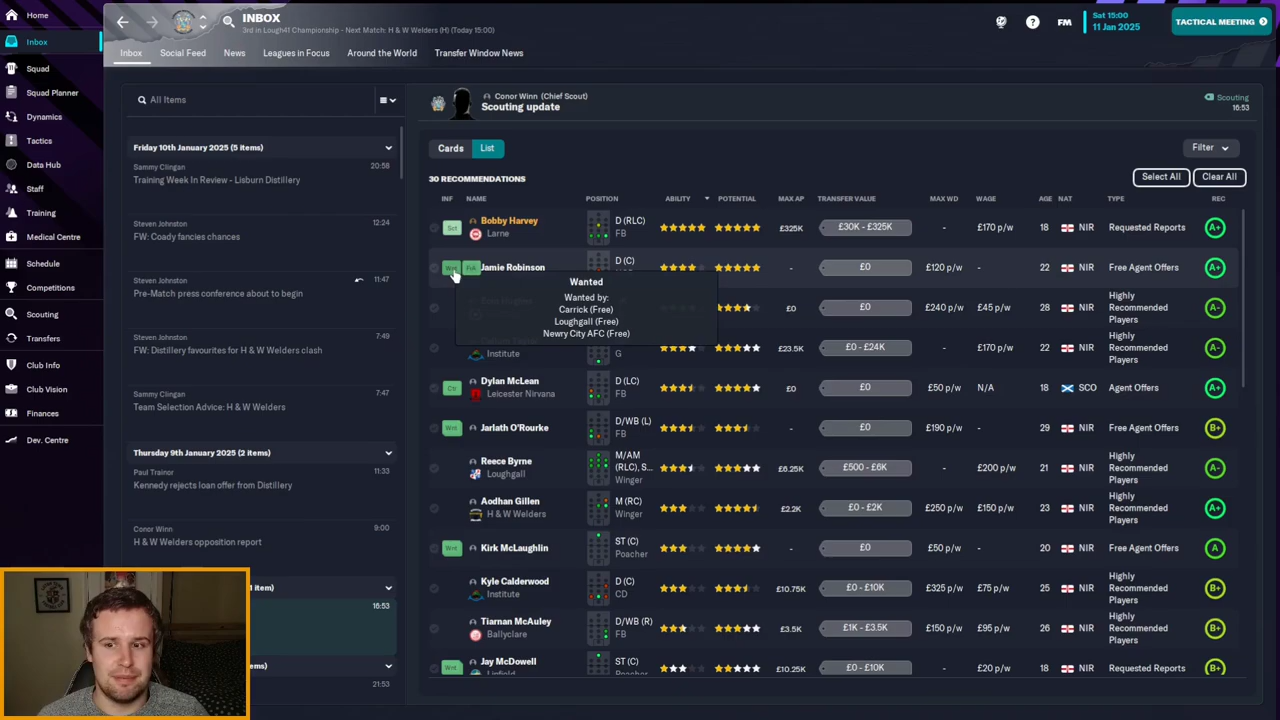 Home
Inbox
Squad
Squad Planner
Dynamics
Tactics
Data Hub
Staff
Training
Medical Centre
Schedule
Competitions
Scouting
Transfers
Club Info
Club Vision
Finances
Dev. Centre
INBOX
3rd in Lough41 Championship - Next Match: H & W Welders (H) (Today 15:00)
FM
Sat 15:00
11 Jan 2025
TACTICAL MEETING
Inbox Social Feed News Leagues in Focus Around the World Transfer Window News
All Items
Friday 10th January 2025 (5 items)
Sammy Clingan 20:58
Training Week In Review - Lisburn Distillery
Steven Johnston 12:24
FW: Coady fancies chances
Steven Johnston 11:47
Pre-Match press conference about to begin
Steven Johnston 7:49
FW: Distillery favourites for H & W Welders clash
Sammy Clingan 7:47
Team Selection Advice: H & W Welders
Thursday 9th January 2025 (2 items)
Paul Trainor 11:33
Kennedy rejects loan offer from Distillery
Conor Winn 9:00
H & W Welders opposition report
item)
16:53
ems)
21:53
Conor Winn (Chief Scout)
Scouting update
Scouting
16:53
Cards List Filter
30 RECOMMENDATIONS Select All Clear All
INF NAME POSITION ABILITY POTENTIAL MAX AP TRANSFER VALUE MAX WD WAGE AGE NAT TYPE REC
Sct Bobby Harvey D (RLC) £325K £30K - £325K £170 p/w 18 NIR Requested Reports A+
Larne FB
Jamie Robinson D (C) - £0 £120 p/w - 22 NIR Free Agent Offers A+
Wanted
Wanted by:
Carrick (Free)
Loughgall (Free)
Newry City AFC (Free)
£0 £0 £240 p/w £45 p/w 28 NIR Highly Recommended Players A-
£23.5K £0 - £24K £170 p/w 22 NIR Highly Recommended Players A-
Institute G
Ctr Dylan McLean D (LC) £0 £0 £50 p/w N/A 18 SCO Agent Offers A+
Leicester Nirvana FB
Wnt Jarlath O'Rourke D/WB (L) - £0 £190 p/w - 29 NIR Free Agent Offers B+
FB
Reece Byrne M/AM (RLC), S... £6.25K £500 - £6K - £200 p/w 21 NIR Highly Recommended Players A-
Loughgall Winger
Aodhan Gillen M (RC) £2.2K £0 - £2K £250 p/w £150 p/w 23 NIR Highly Recommended Players A+
H & W Welders Winger
Wnt Kirk McLaughlin ST (C) - £0 £50 p/w - 20 NIR Free Agent Offers A
Poacher
Kyle Calderwood D (C) £10.75K £0 - £10K £325 p/w £75 p/w 25 NIR Highly Recommended Players B+
Institute CD
Tiarnan McAuley D/WB (R) £3.5K £1K - £3.5K £150 p/w £95 p/w 26 NIR Highly Recommended Players B+
Ballyclare FB
Wnt Jay McDowell ST (C) £10.25K £0 - £10K - £20 p/w 18 NIR Requested Reports B+
Linfield Poacher